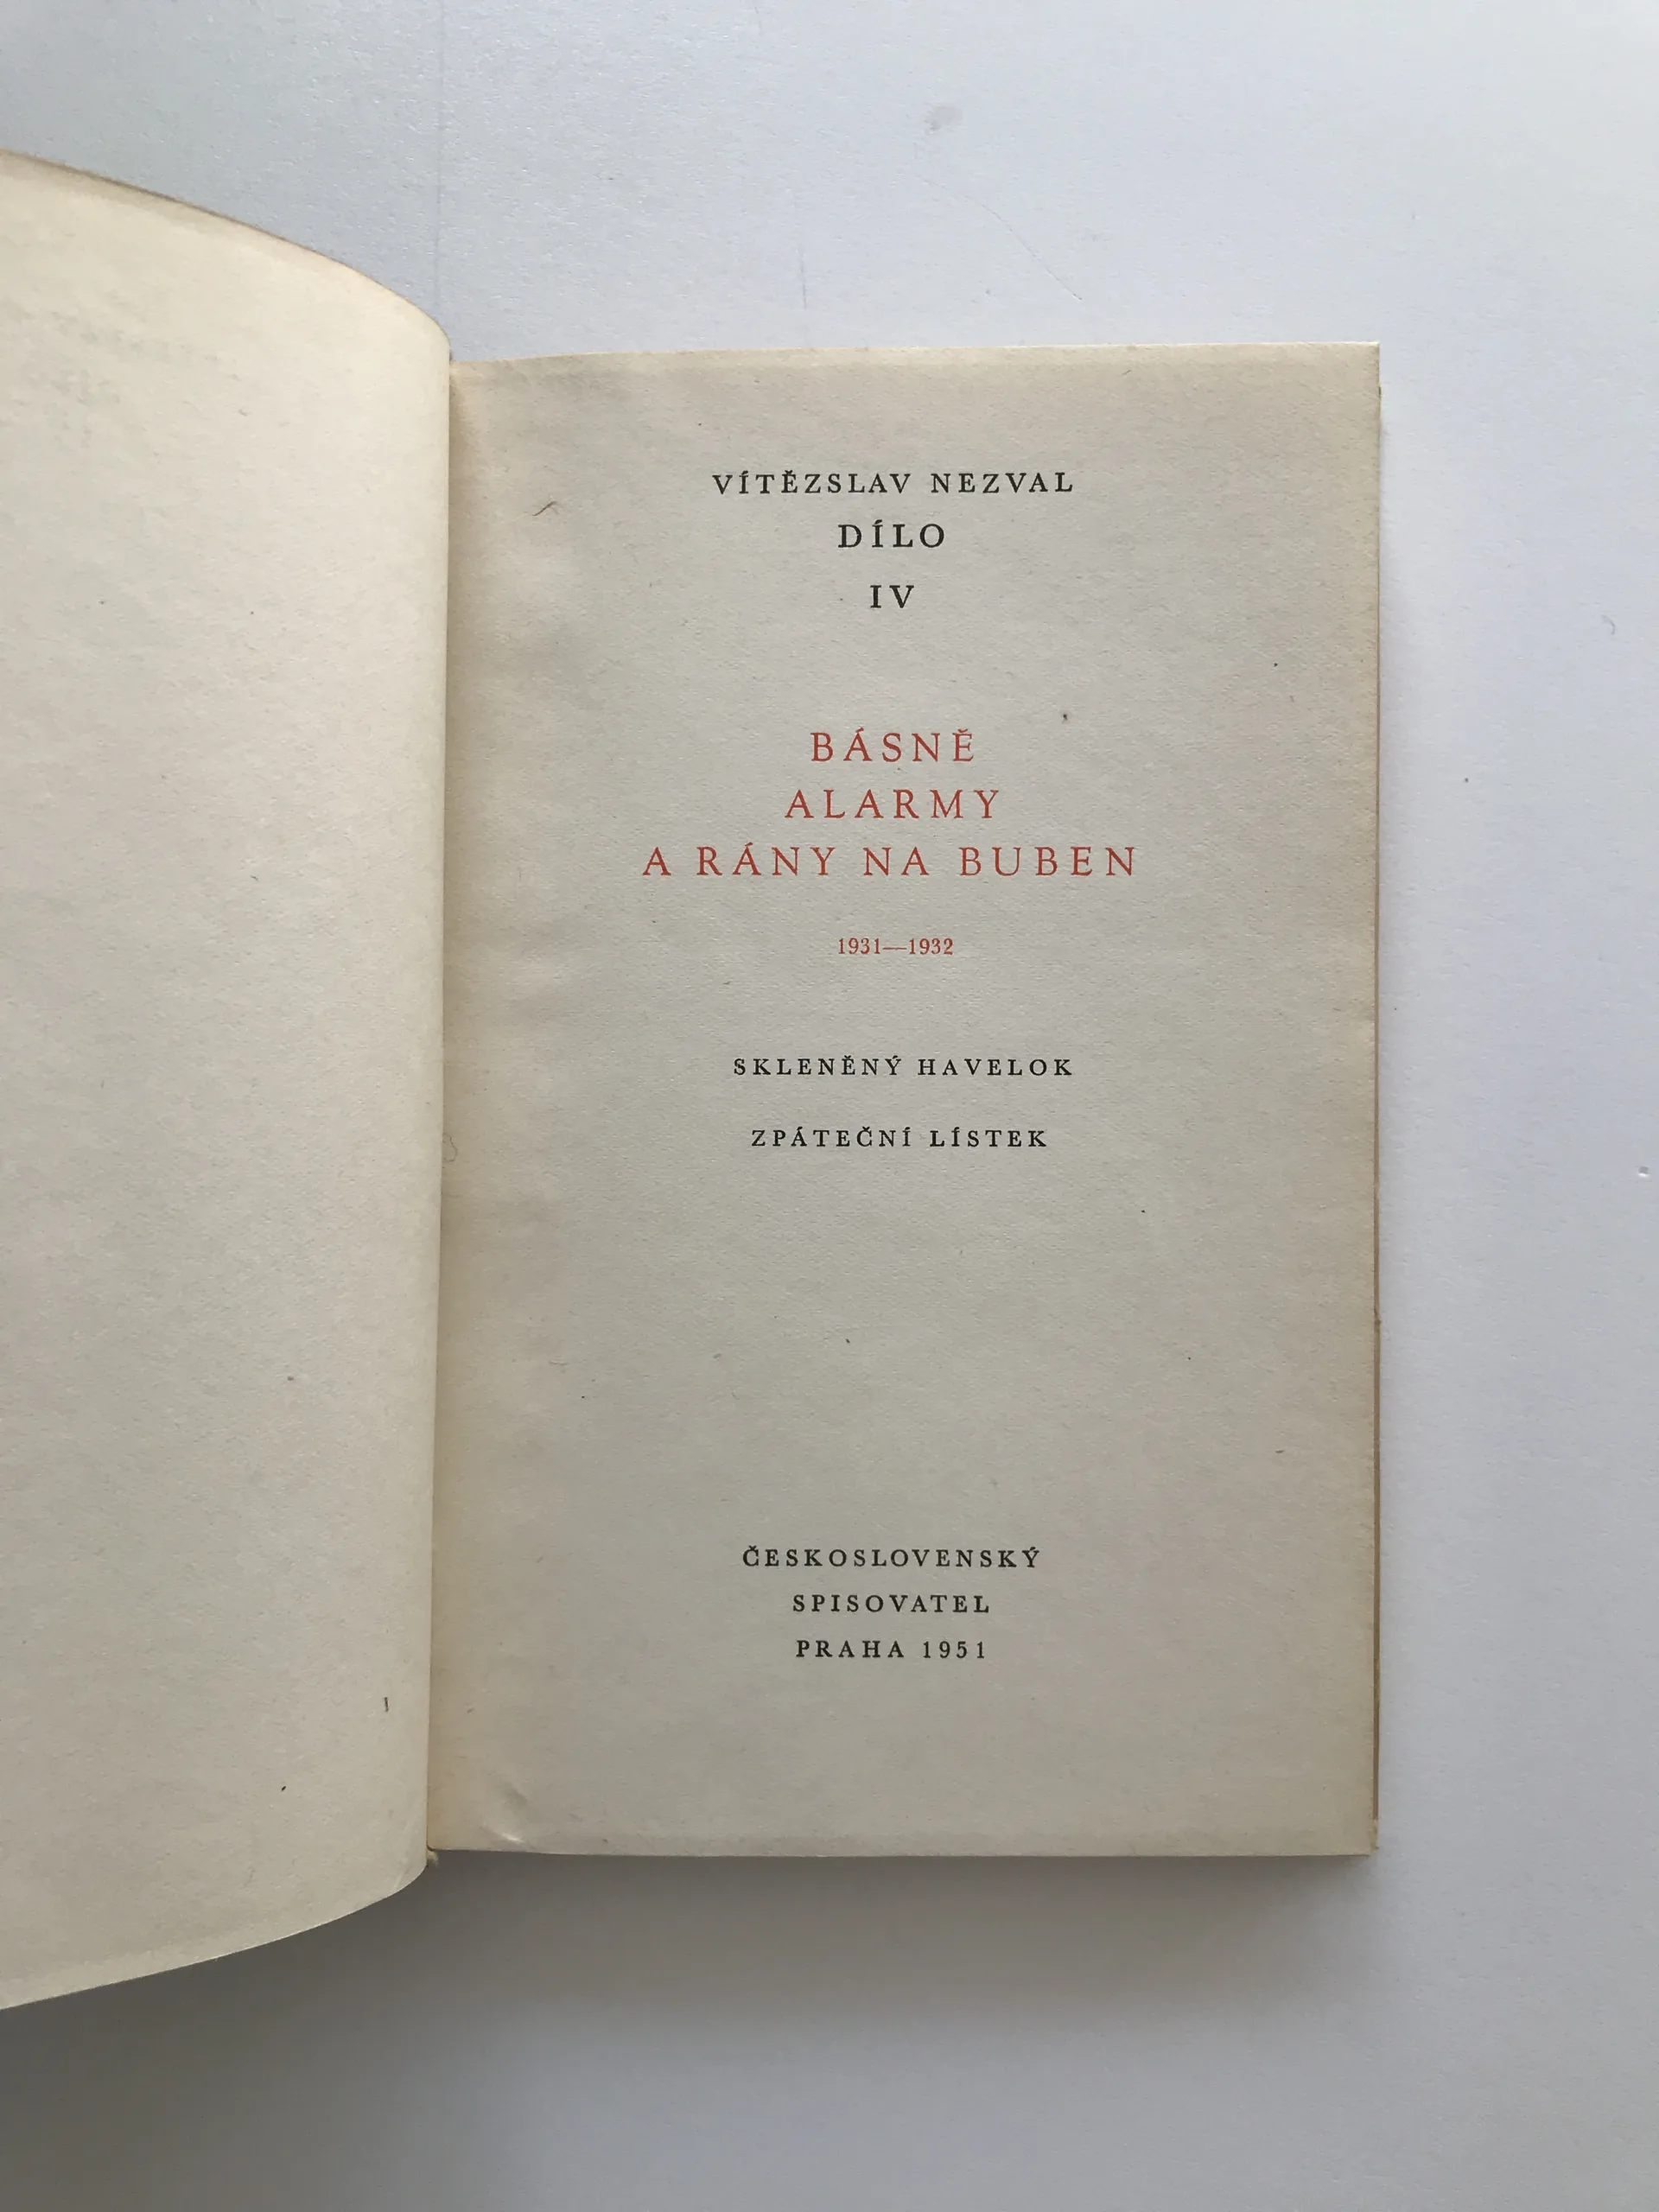 VÍTĚZSLAV NEZVAL
DÍLO
IV
BÁSNĚ
ALARMY
A RÁNY NA BUBEN
1931—1932
SKLENĚNÝ HAVELOK
ZPÁTEČNÍ LÍSTEK
ČESKOSLOVENSKÝ
SPISOVATEL
PRAHA 1951